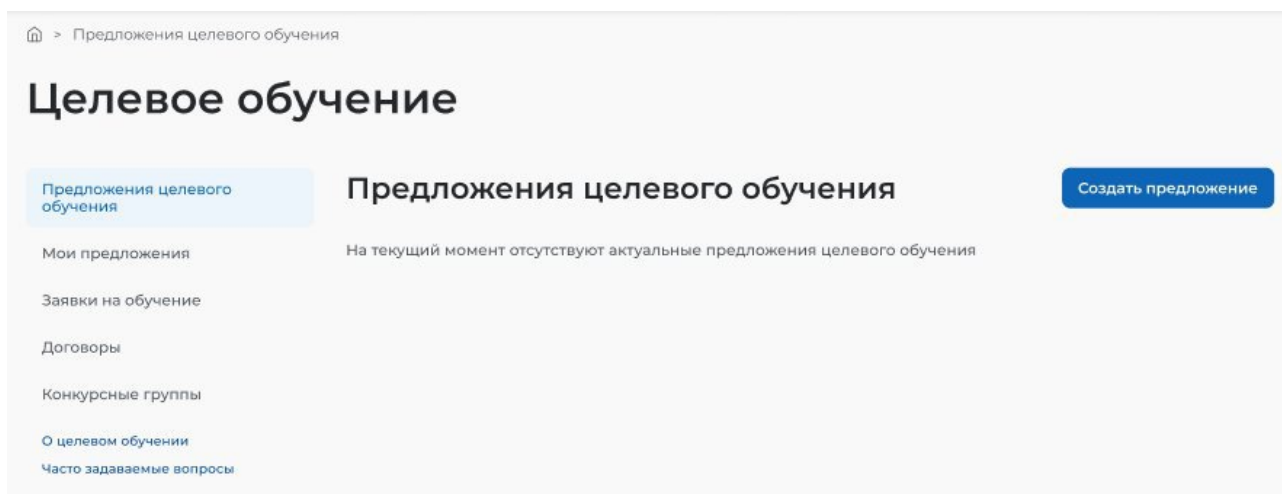 > Предложения целевого обучения
Целевое обучение
Предложения целевого
обучения
Мои предложения
Заявки на обучение
Договоры
Конкурсные группы
О целевом обучении
Часто задаваемые вопросы
Предложения целевого обучения
Создать предложение
На текущий момент отсутствуют актуальные предложения целевого обучения